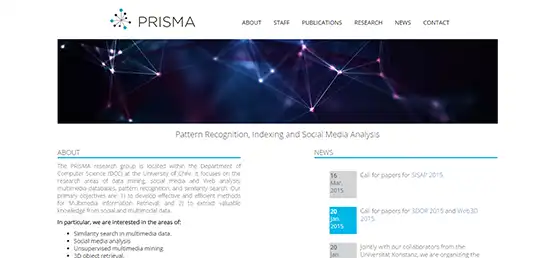 PRISMA
ABOUT STAFF PUBLICATIONS RESEARCH NEWS CONTACT
Pattern Recognition, Indexing and Social Media Analysis
ABOUT
The PRISMA research group is located within the Department of
Computer Science (DCC) at the University of Chile. It focuses on the
research areas of data mining, social media and Web analysis,
multimedia databases, pattern recognition, and similarity search. Our
primary objectives are: 1) to develop effective and efficient methods
for Multimedia Information Retrieval; and 2) to extract valuable
knowledge from social and multimodal data.
In particular, we are interested in the areas of:
Similarity search in multimedia data.
Social media analysis
Unsupervised multimedia mining.
3D object retrieval.
NEWS
16
Mar,
2015
Call for papers for SISAP 2015.
20
Jan,
2015
Call for papers for 3DOR 2015 and Web3D
2015.
20
Jan
Jointly with our collaborators from the
Universität Konstanz, we are organizing the